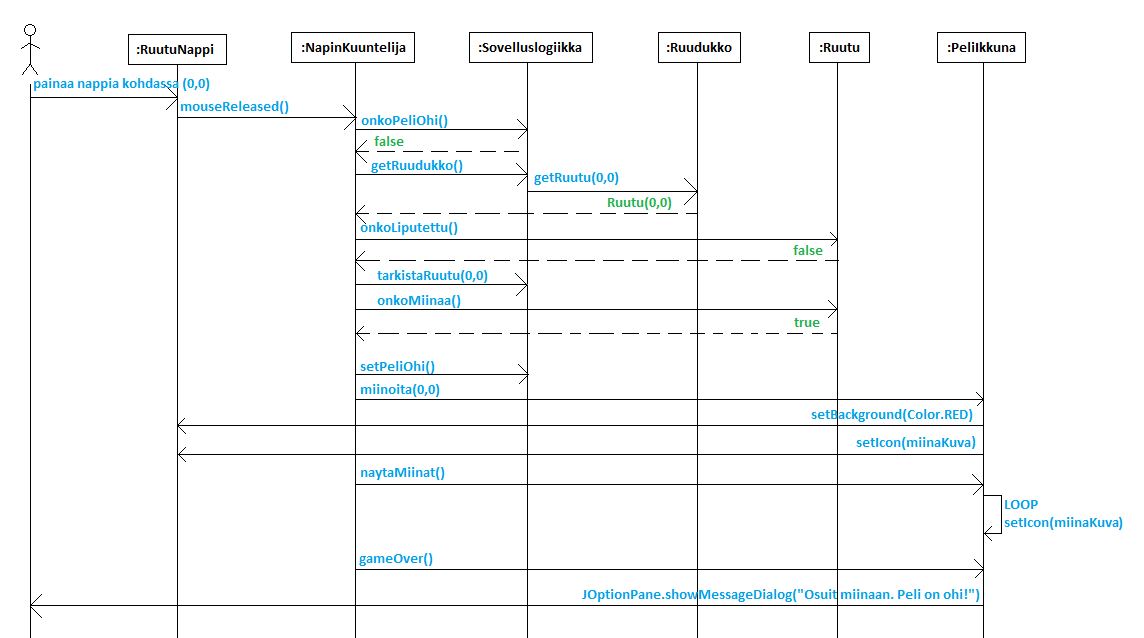 :RuutuNappi
:NapinKuuntelija
:Sovelluslogiikka
:Ruudukko
:Ruutu
:PeliIkkuna
painaa nappia kohdassa (0,0)
mouseReleased()
onkoPeliOhi()
false
getRuudukko()
getRuutu(0,0)
Ruutu(0,0)
onkoLiputettu()
false
tarkistaRuutu(0,0)
onkoMiinaa()
true
setPeliOhi()
miinoita(0,0)
setBackground(Color.RED)
setIcon(miinaKuva)
naytaMiinat()
LOOP
setIcon(miinaKuva)
gameOver()
JOptionPane.showMessageDialog("Osuit miinaan. Peli on ohi!")